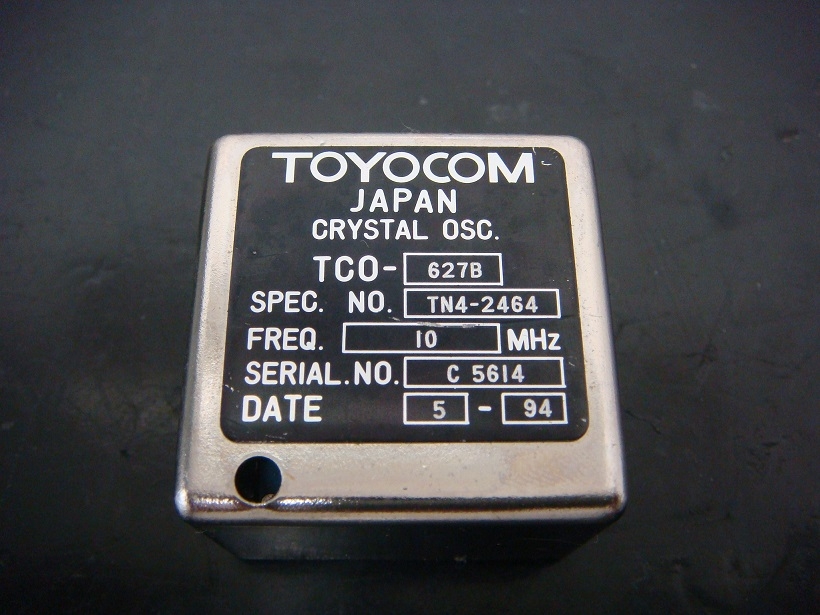 TOYOCOM
JAPAN
CRYSTAL OSC.
TCO- 627B
SPEC. NO. TN4-2464
FREQ. 10 MHz
SERIAL.NO. C 5614
DATE 5 - 94